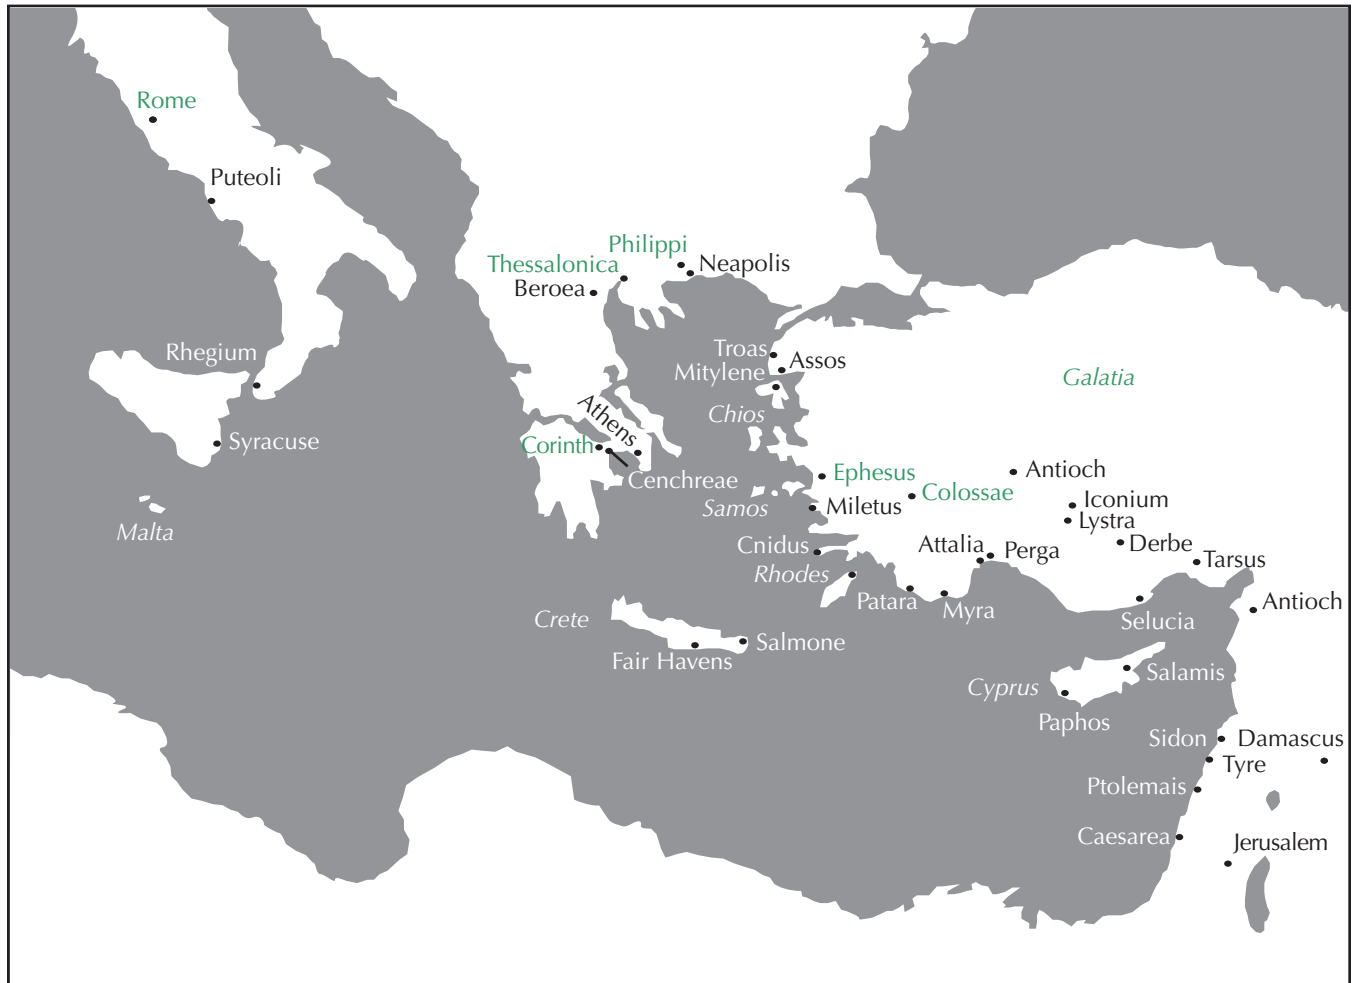 Rome
Puteoli
Philippi
Thessalonica
Neapolis
Beroea
Rhegium
Troas
Assos
Mitylene
Galatia
Chios
Athens
Syracuse
Corinth
Cenchreae
Ephesus
Antioch
Colossae
Iconium
Samos
Miletus
Lystra
Malta
Cnidus
Attalia
Perga
Derbe
Tarsus
Rhodes
Patara
Myra
Selucia
Antioch
Crete
Salmone
Fair Havens
Salamis
Cyprus
Paphos
Sidon
Damascus
Tyre
Ptolemais
Caesarea
Jerusalem